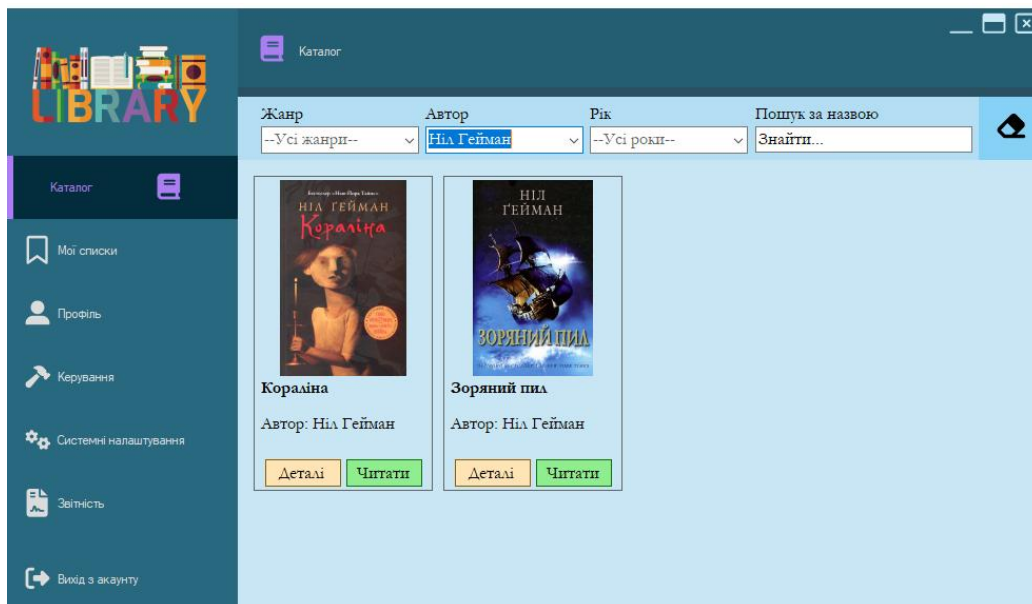 LIBRARY
Каталог
Мої списки
Профіль
Керування
Системні налаштування
Звітність
Вихід з акаунту
Каталог
Жанр Автор Рік Пошук за назвою
--Усі жанри-- Ніл Гейман --Усі роки-- Знайти...
НІЛ ҐЕЙМАН
Кораліна
Кораліна
Автор: Ніл Гейман
Деталі Читати
НІЛ
ҐЕЙМАН
ЗОРЯНИЙ ПИЛ
Зоряний пил
Автор: Ніл Гейман
Деталі Читати